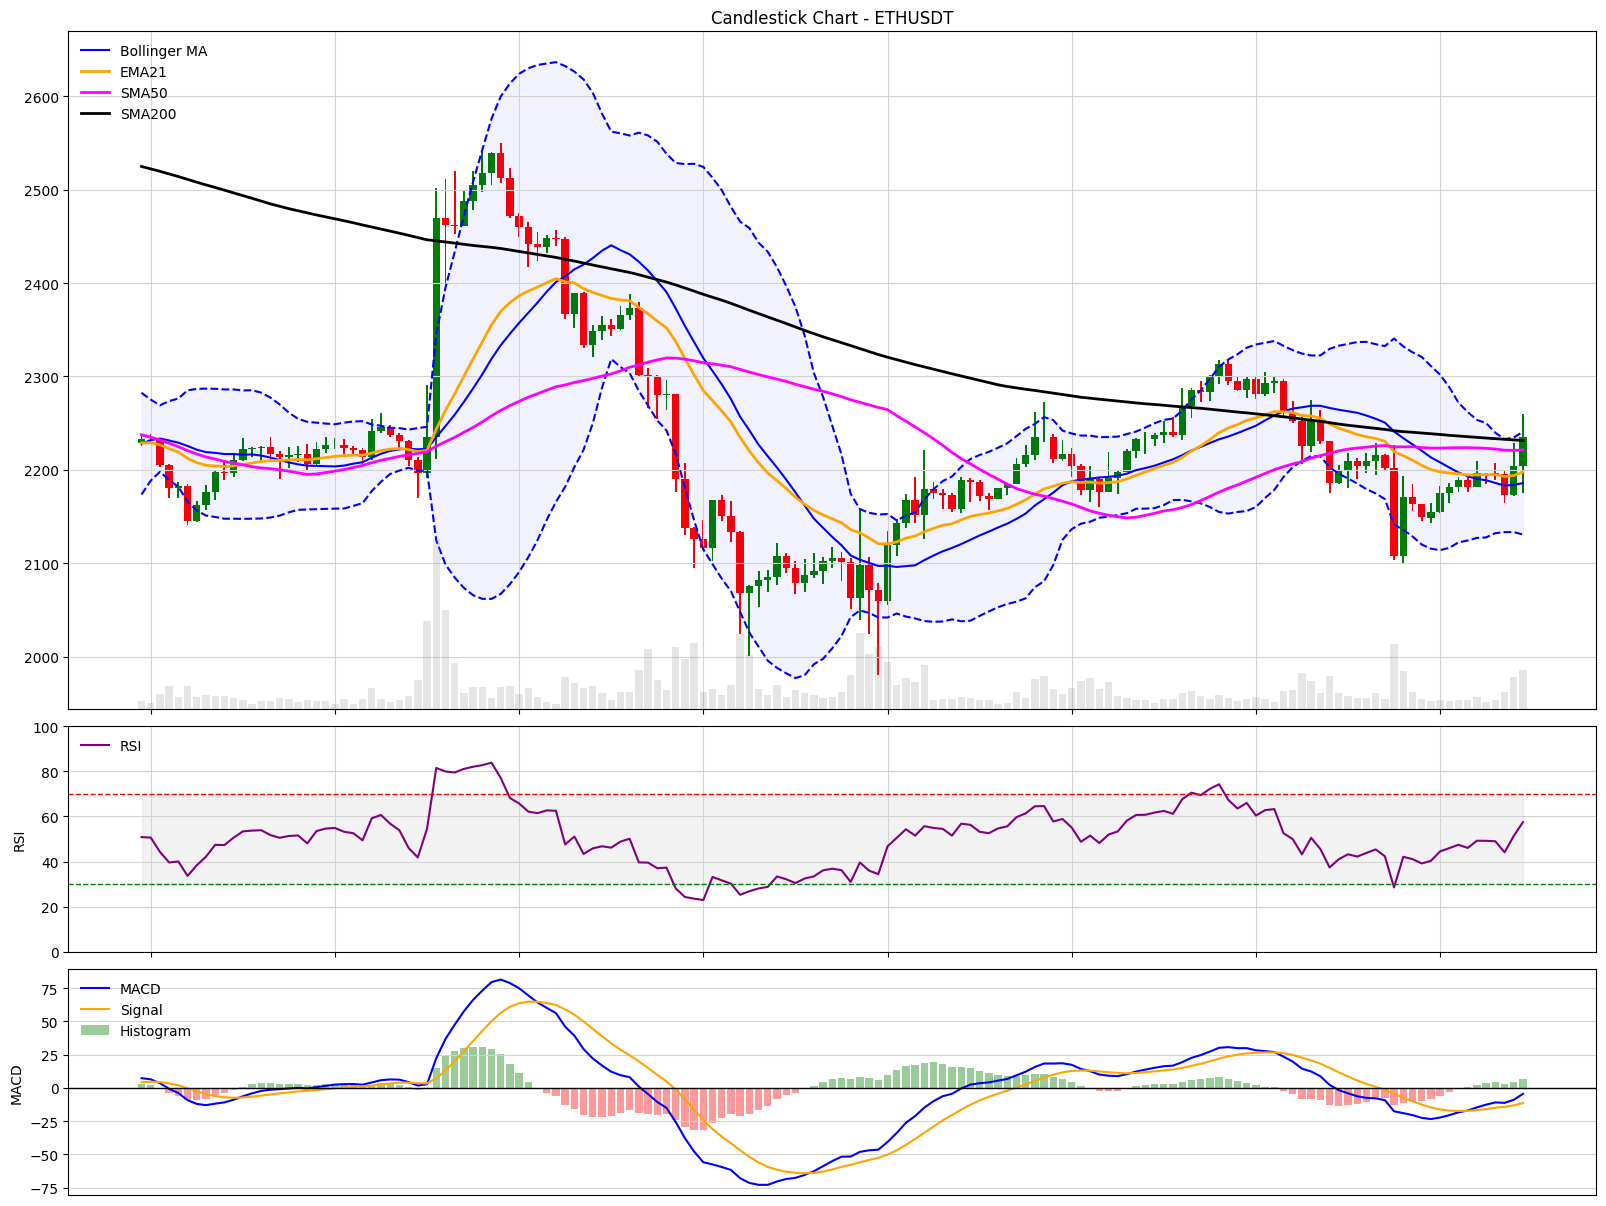 Candlestick Chart - ETHUSDT
Bollinger MA
EMA21
SMA50
SMA200
2600
2500
2400
2300
2200
2100
2000
RSI
100
80
60
40
20
0
RSI
MACD
Signal
Histogram
75
50
25
0
−25
−50
−75
MACD